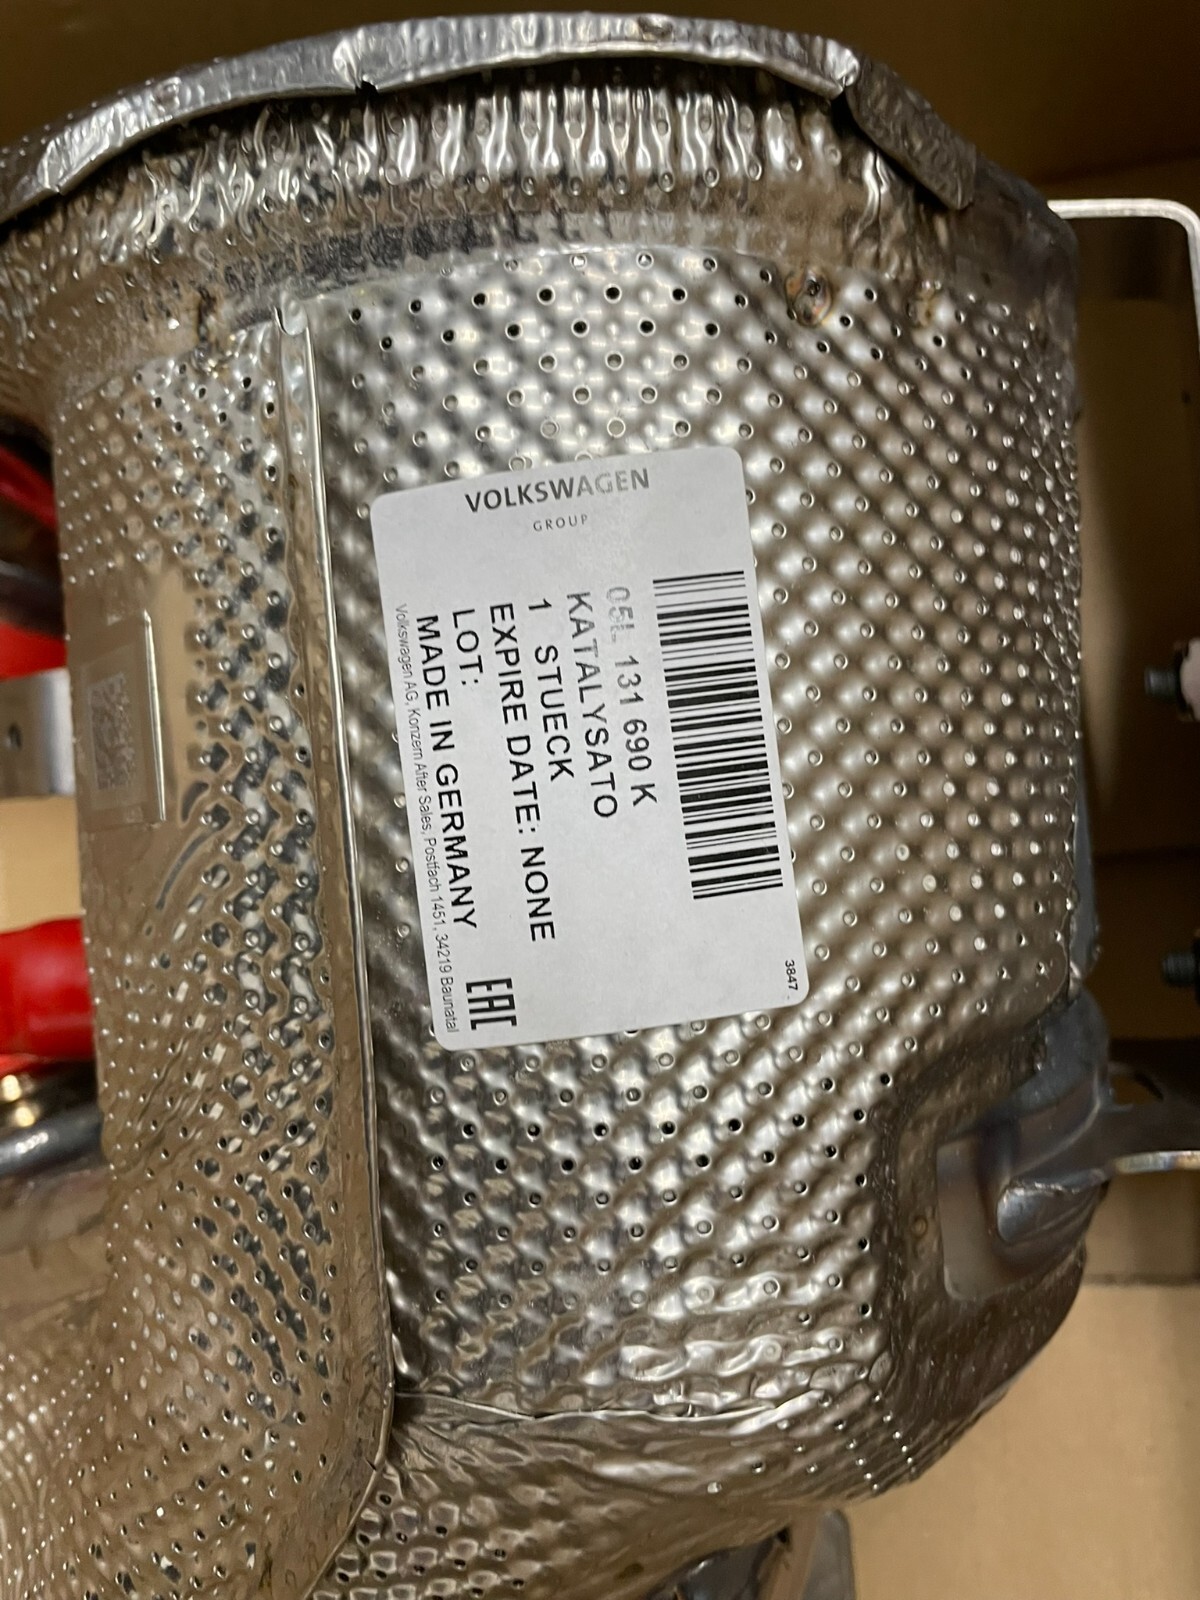 VOLKSWAGEN
GROUP
05L 131 690 K
KATALYSATO
1 STUECK
EXPIRE DATE: NONE
LOT:
MADE IN GERMANY
EAC
Volkswagen AG, Konzern After Sales, Postfach 1451, 34219 Baunatal
3847